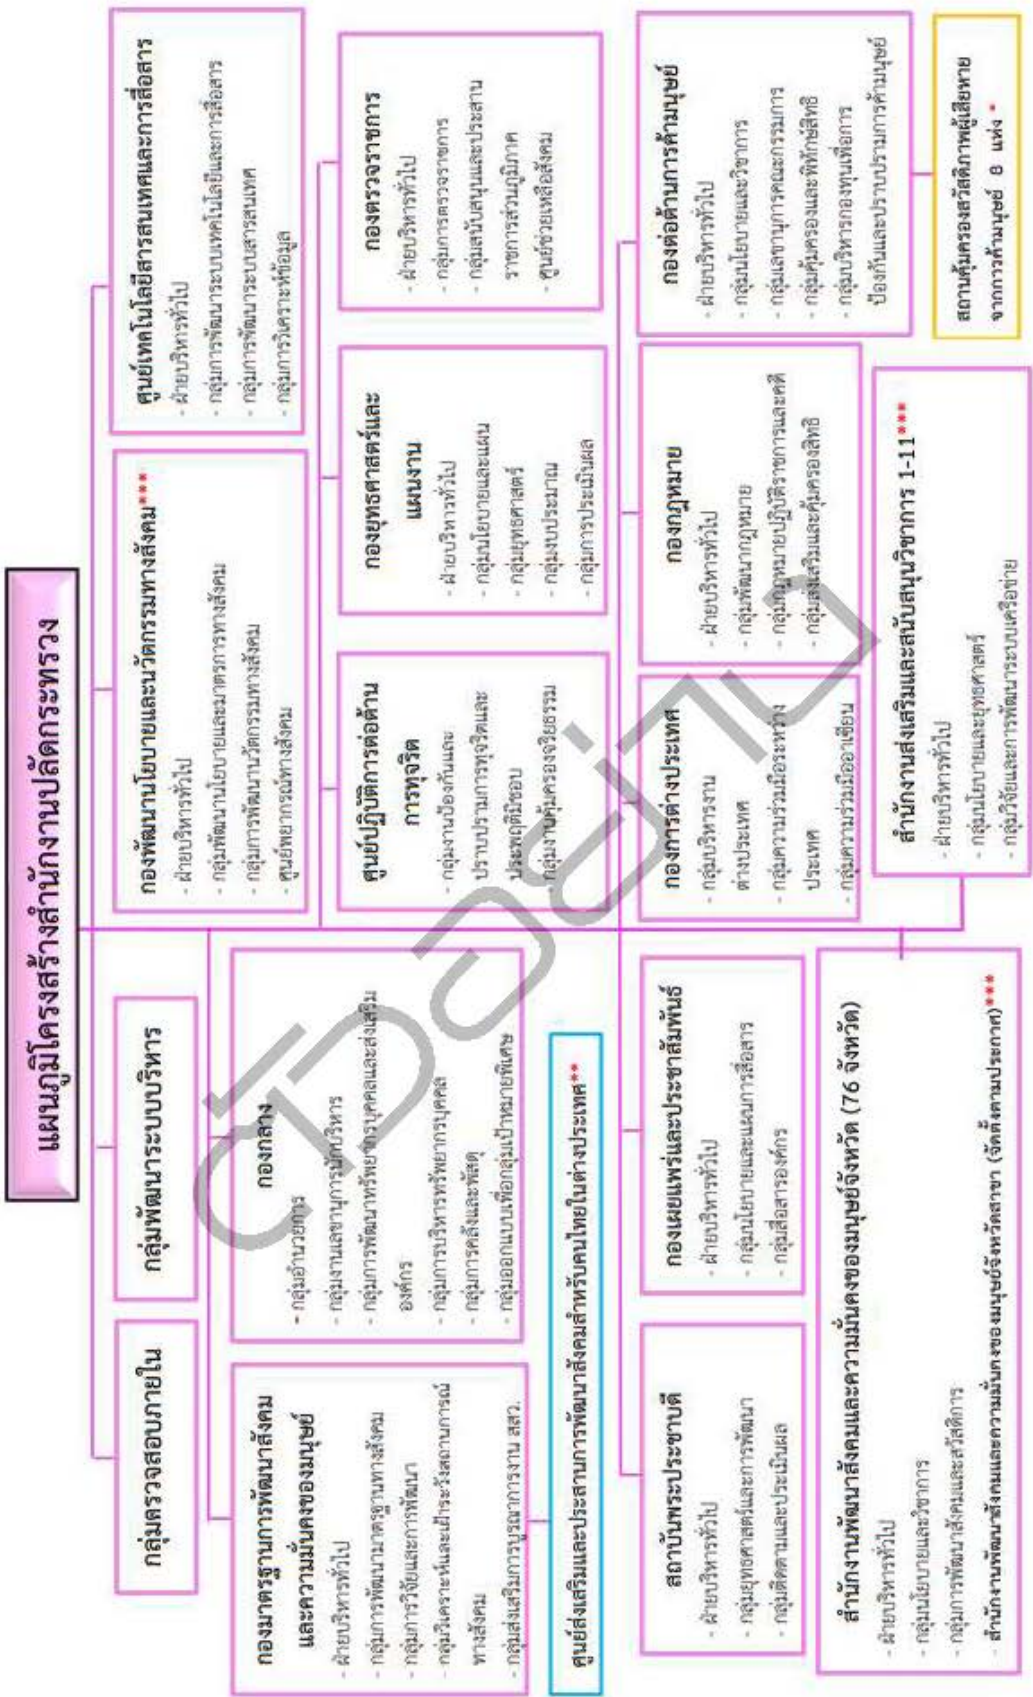 แผนภูมิโครงสร้างสำนักงานปลัดกระทรวง
กลุ่มตรวจสอบภายใน
กลุ่มพัฒนาระบบบริหาร
กองพัฒนานโยบายและนวัตกรรมทางสังคม***
- ฝ่ายบริหารทั่วไป
- กลุ่มพัฒนานโยบายและมาตรการทางสังคม
- กลุ่มการพัฒนานวัตกรรมทางสังคม
- ศูนย์พยากรณ์ทางสังคม
ศูนย์เทคโนโลยีสารสนเทศและการสื่อสาร
- ฝ่ายบริหารทั่วไป
- กลุ่มการพัฒนาระบบเทคโนโลยีและการสื่อสาร
- กลุ่มการพัฒนาระบบสารสนเทศ
- กลุ่มการวิเคราะห์ข้อมูล
กองมาตรฐานการพัฒนาสังคม
และความมั่นคงของมนุษย์
- ฝ่ายบริหารทั่วไป
- กลุ่มการพัฒนามาตรฐานทางสังคม
- กลุ่มการวิจัยและการพัฒนา
- กลุ่มวิเคราะห์และเฝ้าระวังสถานการณ์
ทางสังคม
- กลุ่มส่งเสริมการบูรณาการงาน สสว.
กองกลาง
- กลุ่มอำนวยการ
- กลุ่มงานเลขานุการนักบริหาร
- กลุ่มการพัฒนาทรัพยากรบุคคลและส่งเสริม
องค์กร
- กลุ่มการบริหารทรัพยากรบุคคล
- กลุ่มการคลังและพัสดุ
- กลุ่มออกแบบเพื่อกลุ่มเป้าหมายพิเศษ
ศูนย์ปฏิบัติการต่อต้าน
การทุจริต
- กลุ่มงานป้องกันและ
ปราบปรามการทุจริตและ
ประพฤติมิชอบ
- กลุ่มงานคุ้มครองจริยธรรม
กองยุทธศาสตร์และ
แผนงาน
- ฝ่ายบริหารทั่วไป
- กลุ่มนโยบายและแผน
- กลุ่มยุทธศาสตร์
- กลุ่มงบประมาณ
- กลุ่มการประเมินผล
กองตรวจราชการ
- ฝ่ายบริหารทั่วไป
- กลุ่มการตรวจราชการ
- กลุ่มสนับสนุนและประสาน
ราชการส่วนภูมิภาค
- ศูนย์ช่วยเหลือสังคม
ศูนย์ส่งเสริมและประสานการพัฒนาสังคมสำหรับคนไทยในต่างประเทศ**
สถาบันพระประชาบดี
- ฝ่ายบริหารทั่วไป
- กลุ่มยุทธศาสตร์และการพัฒนา
- กลุ่มติดตามและประเมินผล
กองเผยแพร่และประชาสัมพันธ์
- ฝ่ายบริหารทั่วไป
- กลุ่มนโยบายและแผนการสื่อสาร
- กลุ่มสื่อสารองค์กร
กองการต่างประเทศ
- กลุ่มบริหารงาน
ต่างประเทศ
- กลุ่มความร่วมมือระหว่าง
ประเทศ
- กลุ่มความร่วมมืออาเซียน
กองกฎหมาย
- ฝ่ายบริหารทั่วไป
- กลุ่มพัฒนากฎหมาย
- กลุ่มกฎหมายปฏิบัติราชการและคดี
- กลุ่มส่งเสริมและคุ้มครองสิทธิ
กองต่อต้านการค้ามนุษย์
- ฝ่ายบริหารทั่วไป
- กลุ่มนโยบายและวิชาการ
- กลุ่มเลขานุการคณะกรรมการ
- กลุ่มคุ้มครองและพิทักษ์สิทธิ
- กลุ่มบริหารกองทุนเพื่อการ
ป้องกันและปราบปรามการค้ามนุษย์
สำนักงานพัฒนาสังคมและความมั่นคงของมนุษย์จังหวัด (76 จังหวัด)
- ฝ่ายบริหารทั่วไป
- กลุ่มนโยบายและวิชาการ
- กลุ่มการพัฒนาสังคมและสวัสดิการ
- สำนักงานพัฒนาสังคมและความมั่นคงของมนุษย์จังหวัดสาขา (จัดตั้งตามประกาศ)***
สำนักงานส่งเสริมและสนับสนุนวิชาการ 1-11***
- ฝ่ายบริหารทั่วไป
- กลุ่มนโยบายและยุทธศาสตร์
- กลุ่มวิจัยและการพัฒนาระบบเครือข่าย
สถานคุ้มครองสวัสดิภาพผู้เสียหาย
จากการค้ามนุษย์ 8 แห่ง *
ตัวอย่าง